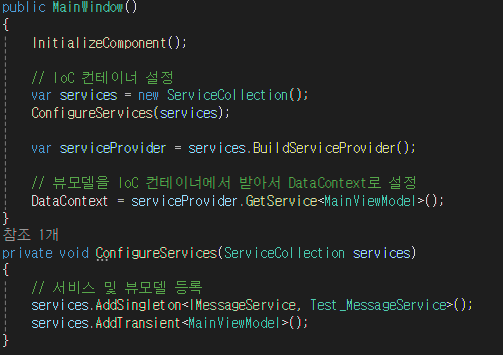 public MainWindow()
{
InitializeComponent();
// IoC 컨테이너 설정
var services = new ServiceCollection();
ConfigureServices(services);
var serviceProvider = services.BuildServiceProvider();
// 뷰모델을 IoC 컨테이너에서 받아서 DataContext로 설정
DataContext = serviceProvider.GetService<MainViewModel>();
}
참조 1개
private void ConfigureServices(ServiceCollection services)
{
// 서비스 및 뷰모델 등록
services.AddSingleton<IMessageService, Test_MessageService>();
services.AddTransient<MainViewModel>();
}